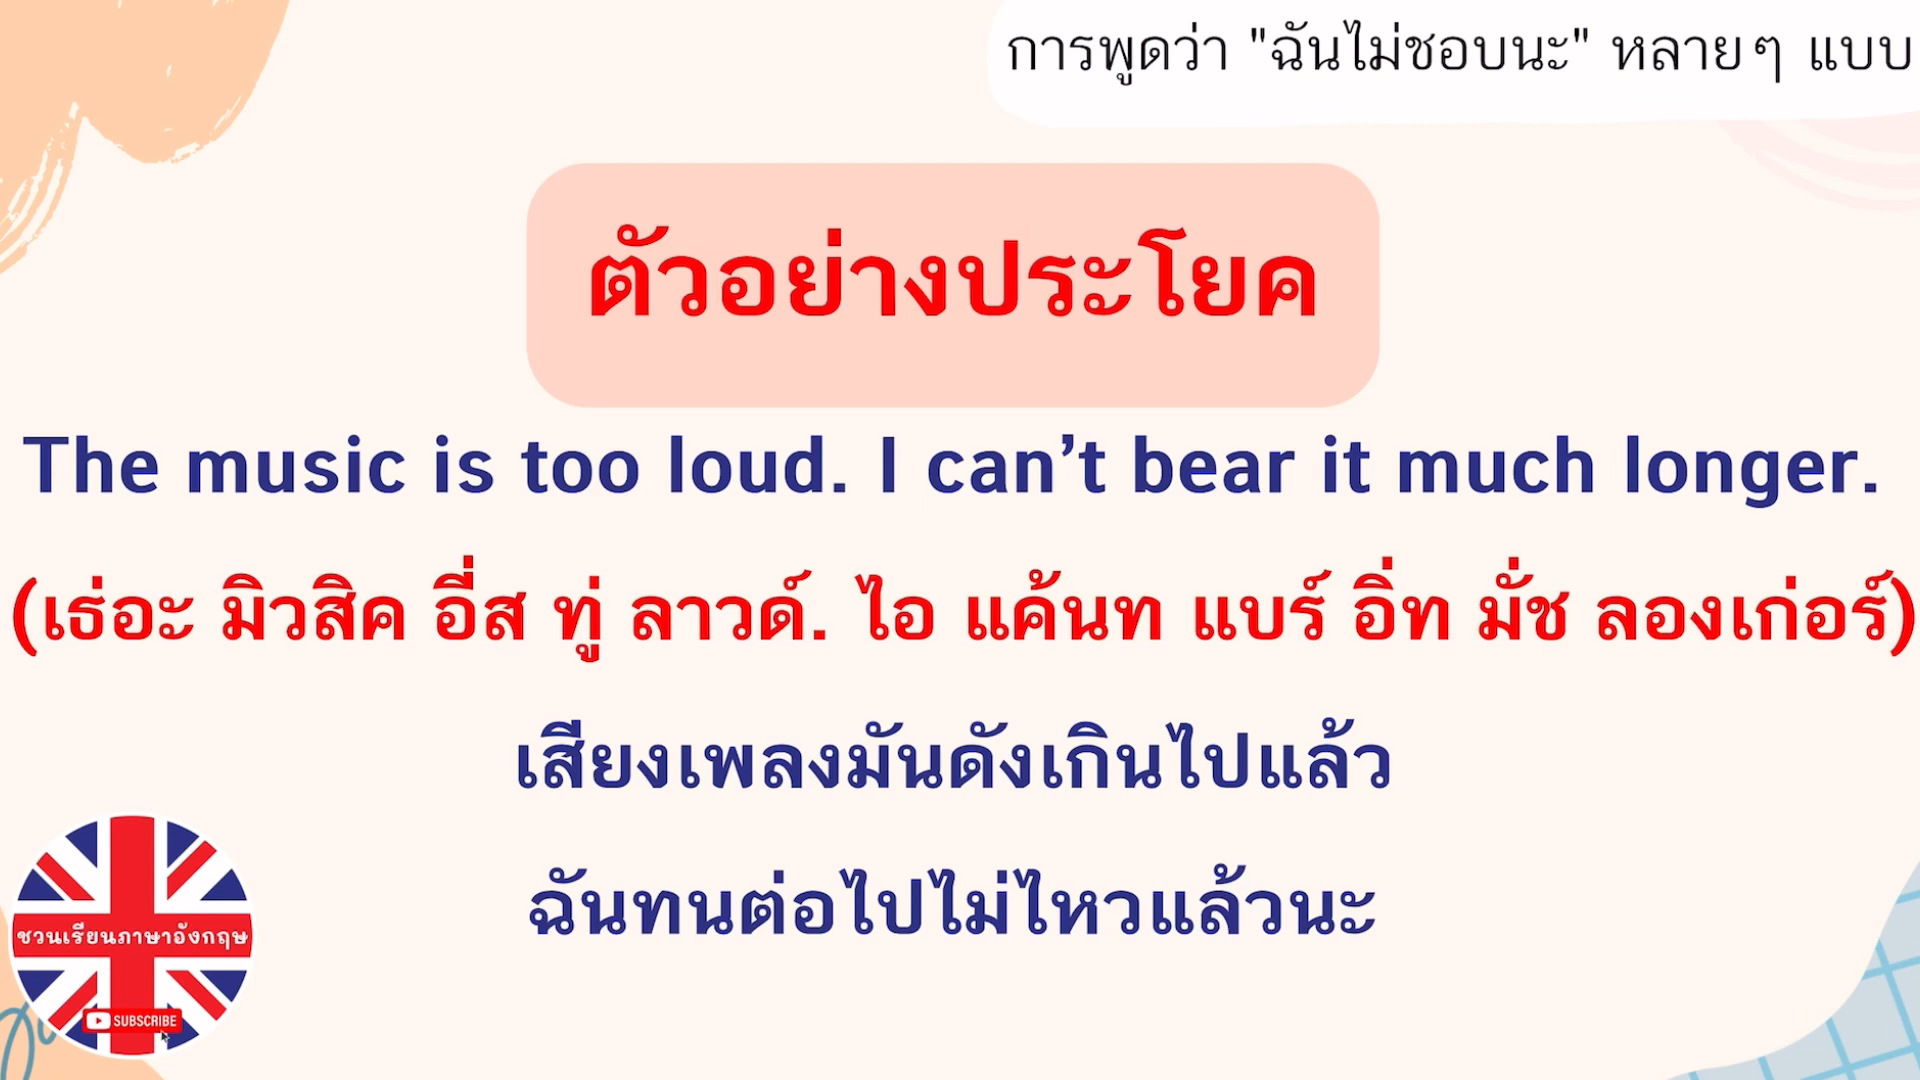 การพูดว่า "ฉันไม่ชอบนะ" หลายๆ แบบ
ตัวอย่างประโยค
The music is too loud. I can’t bear it much longer.
(เธ่อะ มิวสิค อี่ส ทู่ ลาวด์. ไอ แค้นท แบร์ อิ่ท มั่ช ลองเก่อร์)
เสียงเพลงมันดังเกินไปแล้ว
ฉันทนต่อไปไม่ไหวแล้วนะ
ชวนเรียนภาษาอังกฤษ
SUBSCRIBE